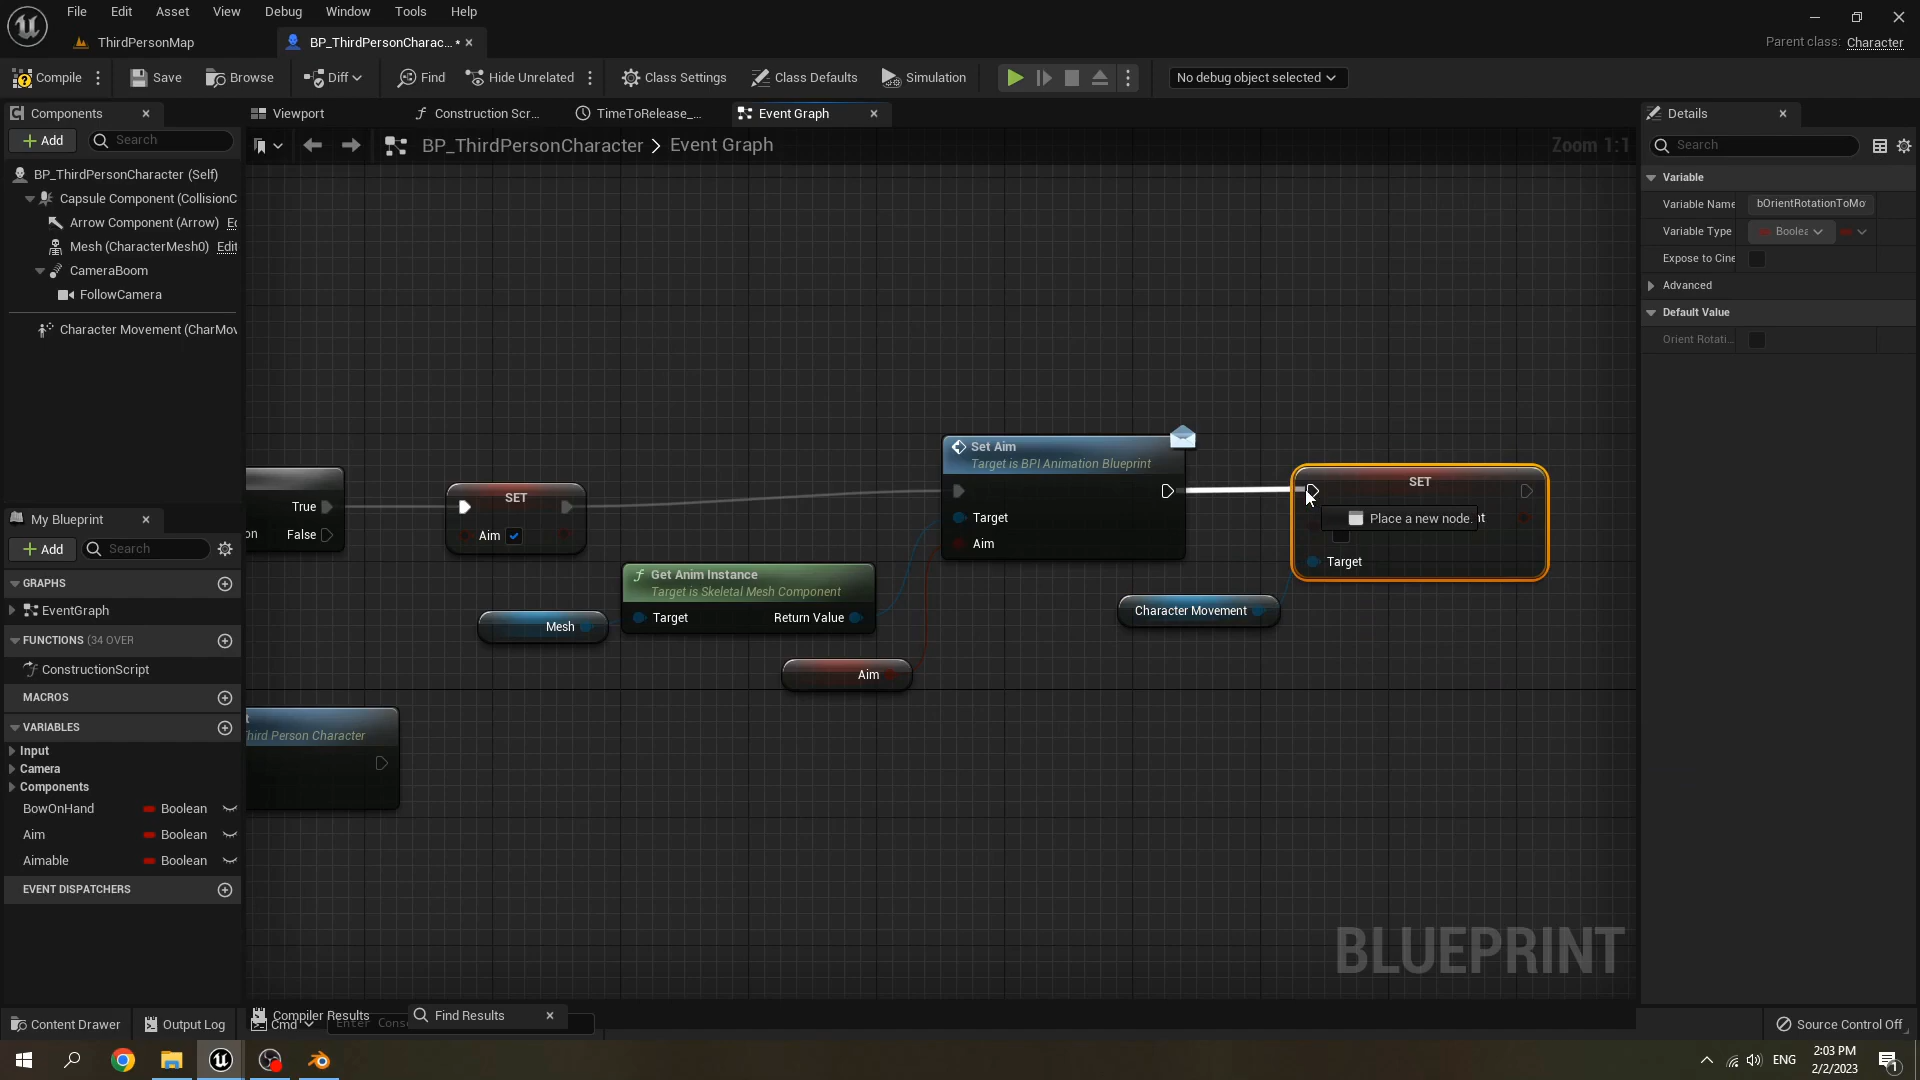 File Edit Asset View Debug Window Tools Help
ThirdPersonMap
BP_ThirdPersonCharac... *
Parent class: Character
Compile
Save
Browse
Diff
Find
Hide Unrelated
Class Settings
Class Defaults
Simulation
No debug object selected
Components
Add
Search
BP_ThirdPersonCharacter (Self)
Capsule Component (CollisionC
Arrow Component (Arrow)
Mesh (CharacterMesh0) Edit
CameraBoom
FollowCamera
Character Movement (CharMov
My Blueprint
Add
Search
GRAPHS
EventGraph
FUNCTIONS (34 OVER
ConstructionScript
MACROS
VARIABLES
Input
Camera
Components
BowOnHand Boolean
Aim Boolean
Aimable Boolean
EVENT DISPATCHERS
Viewport
Construction Scr...
TimeToRelease_...
Event Graph
BP_ThirdPersonCharacter > Event Graph
Zoom 1:1
True
on False
SET
Aim
Set Aim
Target is BPI Animation Blueprint
Target
Aim
Get Anim Instance
Target is Skeletal Mesh Component
Target Return Value
Mesh
Aim
SET
Place a new node.
Target
Character Movement
t
hird Person Character
BLUEPRINT
Details
Search
Variable
Variable Name bOrientRotationToMo
Variable Type Boolea
Expose to Cine
Advanced
Default Value
Orient Rotati...
Compiler Results
Find Results
Content Drawer
Output Log
Cmd
Enter Cons
Source Control Off
ENG
2:03 PM
2/2/2023
1